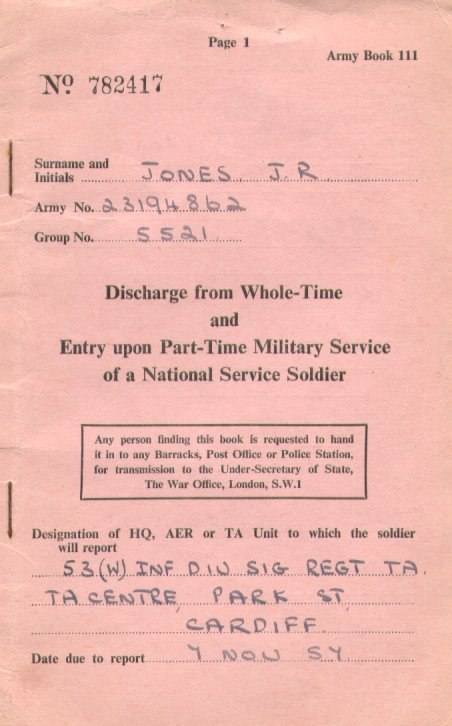 Page 1
Army Book 111
Nº 782417
Surname and
Initials JONES. J.R
Army No. 23194862
Group No. 5521
Discharge from Whole-Time
and
Entry upon Part-Time Military Service
of a National Service Soldier
Any person finding this book is requested to hand
it in to any Barracks, Post Office or Police Station,
for transmission to the Under-Secretary of State,
The War Office, London, S.W.1
Designation of HQ, AER or TA Unit to which the soldier
will report
53(W) INF DIV SIG REGT TA.
TA CENTRE PARK ST
CARDIFF.
Date due to report 7 NOV 57